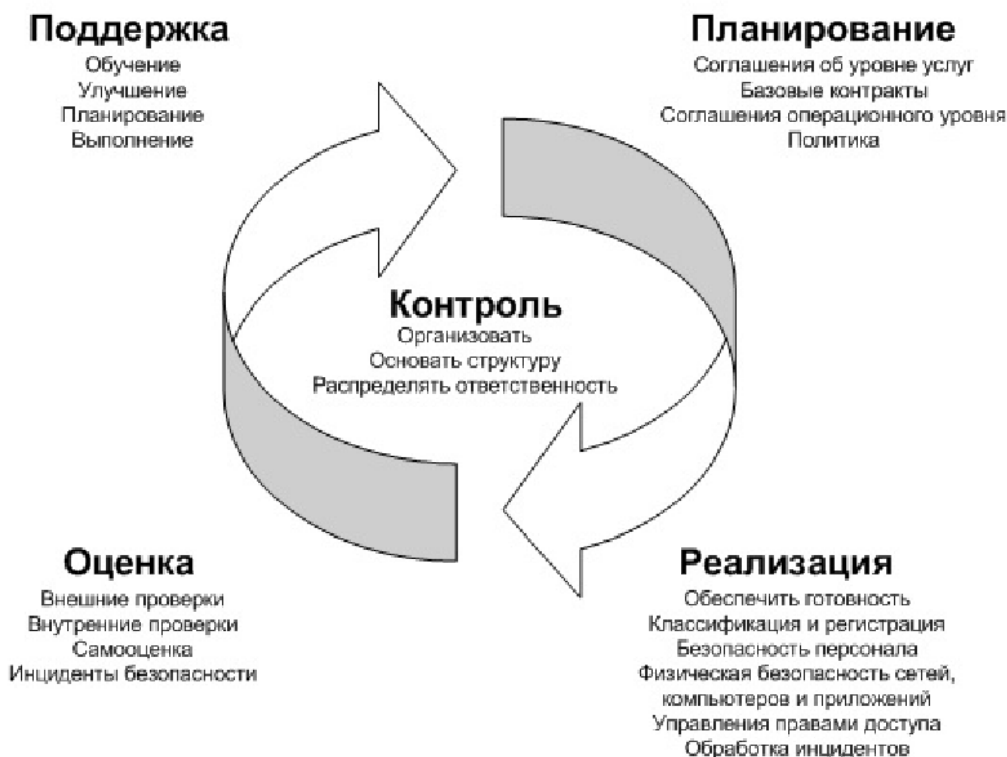 Поддержка
Обучение
Улучшение
Планирование
Выполнение
Планирование
Соглашения об уровне услуг
Базовые контракты
Соглашения операционного уровня
Политика
Контроль
Организовать
Основать структуру
Распределять ответственность
Оценка
Внешние проверки
Внутренние проверки
Самооценка
Инциденты безопасности
Реализация
Обеспечить готовность
Классификация и регистрация
Безопасность персонала
Физическая безопасность сетей,
компьютеров и приложений
Управления правами доступа
Обработка инцидентов